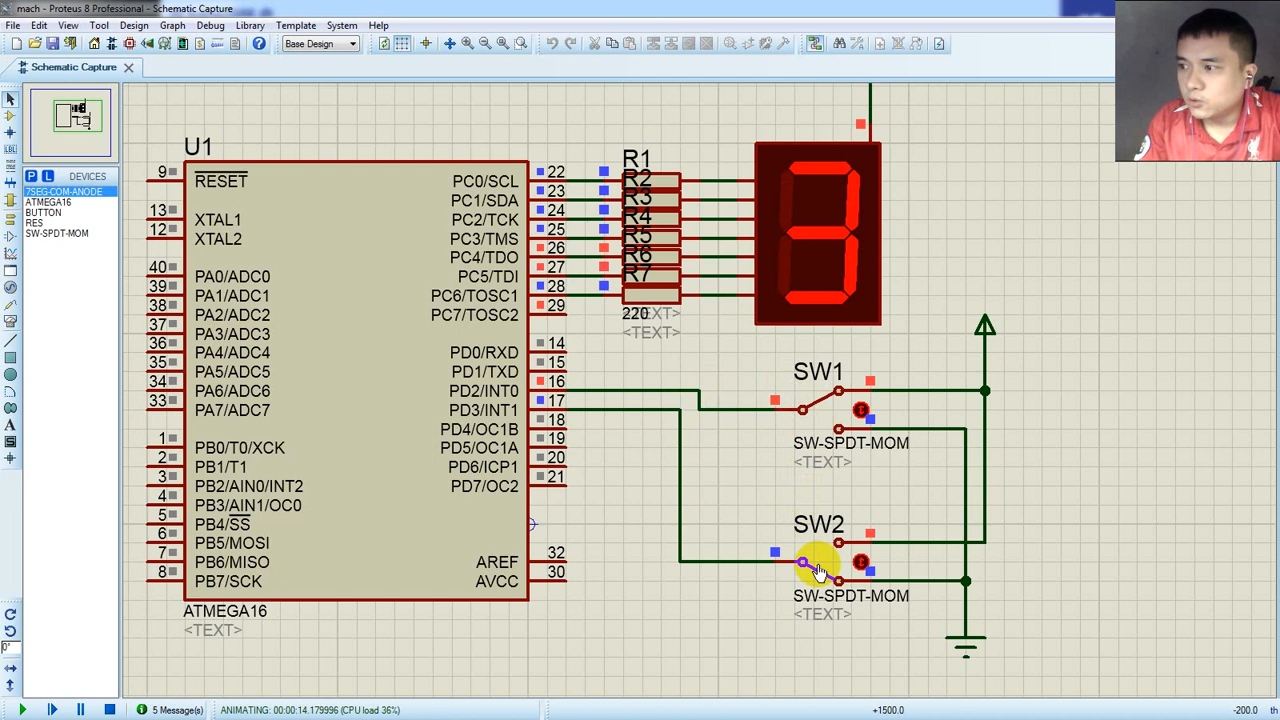 mach - Proteus 8 Professional - Schematic Capture
File Edit View Tool Design Graph Debug Library Template System Help
Base Design
Schematic Capture
P L DEVICES
7SEG-COM-ANODE
ATMEGA16
BUTTON
RES
SW-SPDT-MOM
LBL
A
0°
U1
9 RESET
13 XTAL1
12 XTAL2
40 PA0/ADC0
39 PA1/ADC1
38 PA2/ADC2
37 PA3/ADC3
36 PA4/ADC4
35 PA5/ADC5
34 PA6/ADC6
33 PA7/ADC7
1 PB0/T0/XCK
2 PB1/T1
3 PB2/AIN0/INT2
4 PB3/AIN1/OC0
5 PB4/SS
6 PB5/MOSI
7 PB6/MISO
8 PB7/SCK
PC0/SCL 22
PC1/SDA 23
PC2/TCK 24
PC3/TMS 25
PC4/TDO 26
PC5/TDI 27
PC6/TOSC1 28
PC7/TOSC2 29
PD0/RXD 14
PD1/TXD 15
PD2/INT0 16
PD3/INT1 17
PD4/OC1B 18
PD5/OC1A 19
PD6/ICP1 20
PD7/OC2 21
AREF 32
AVCC 30
ATMEGA16
<TEXT>
R1
R2
R3
R4
R5
R6
R7
220
<TEXT>
<TEXT>
3
SW1
SW-SPDT-MOM
<TEXT>
SW2
SW-SPDT-MOM
<TEXT>
5 Message(s) ANIMATING: 00:00:14.179996 (CPU load 36%) +1500.0 -200.0 th